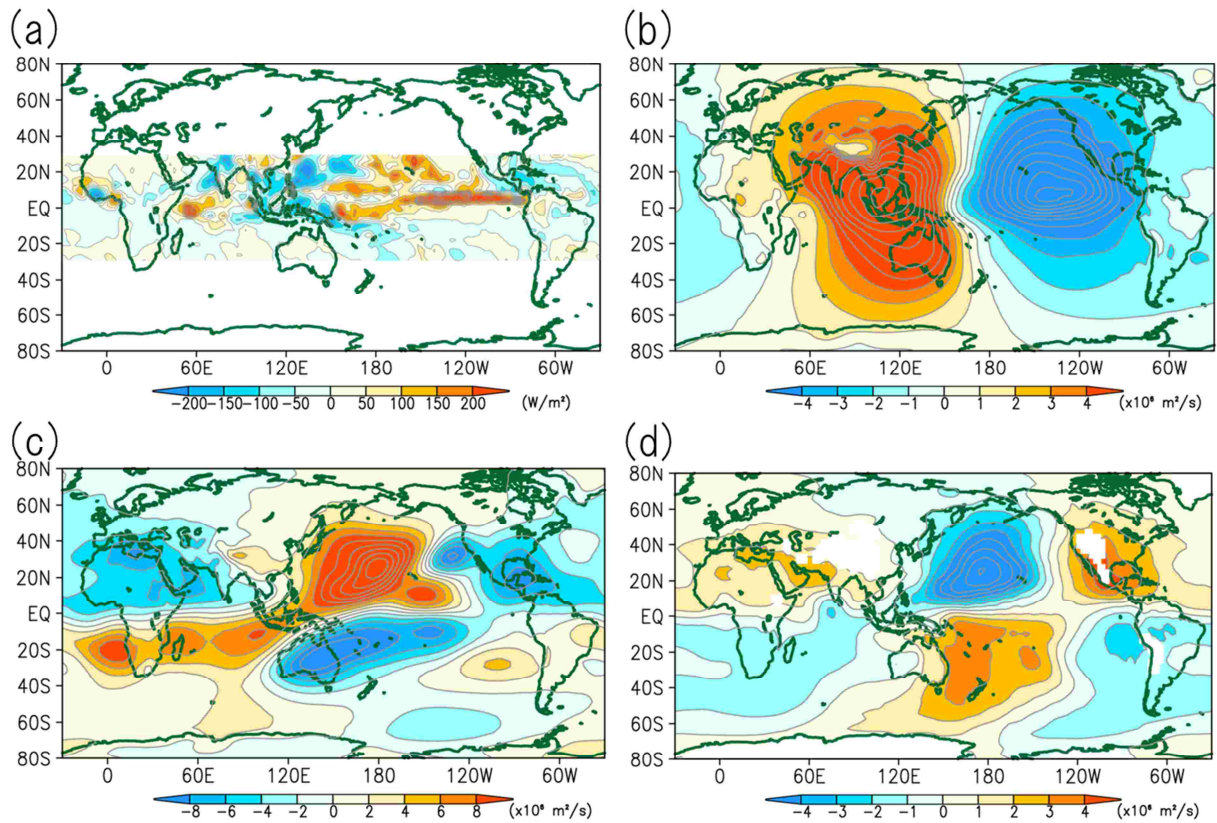 (a)
80N
60N
40N
20N
EQ
20S
40S
60S
80S
0 60E 120E 180 120W 60W
-200 -150 -100 -50 0 50 100 150 200 (W/m²)
(b)
80N
60N
40N
20N
EQ
20S
40S
60S
80S
0 60E 120E 180 120W 60W
-4 -3 -2 -1 0 1 2 3 4 (x10⁶ m²/s)
(c)
80N
60N
40N
20N
EQ
20S
40S
60S
80S
0 60E 120E 180 120W 60W
-8 -6 -4 -2 0 2 4 6 8 (x10⁶ m²/s)
(d)
80N
60N
40N
20N
EQ
20S
40S
60S
80S
0 60E 120E 180 120W 60W
-4 -3 -2 -1 0 1 2 3 4 (x10⁶ m²/s)